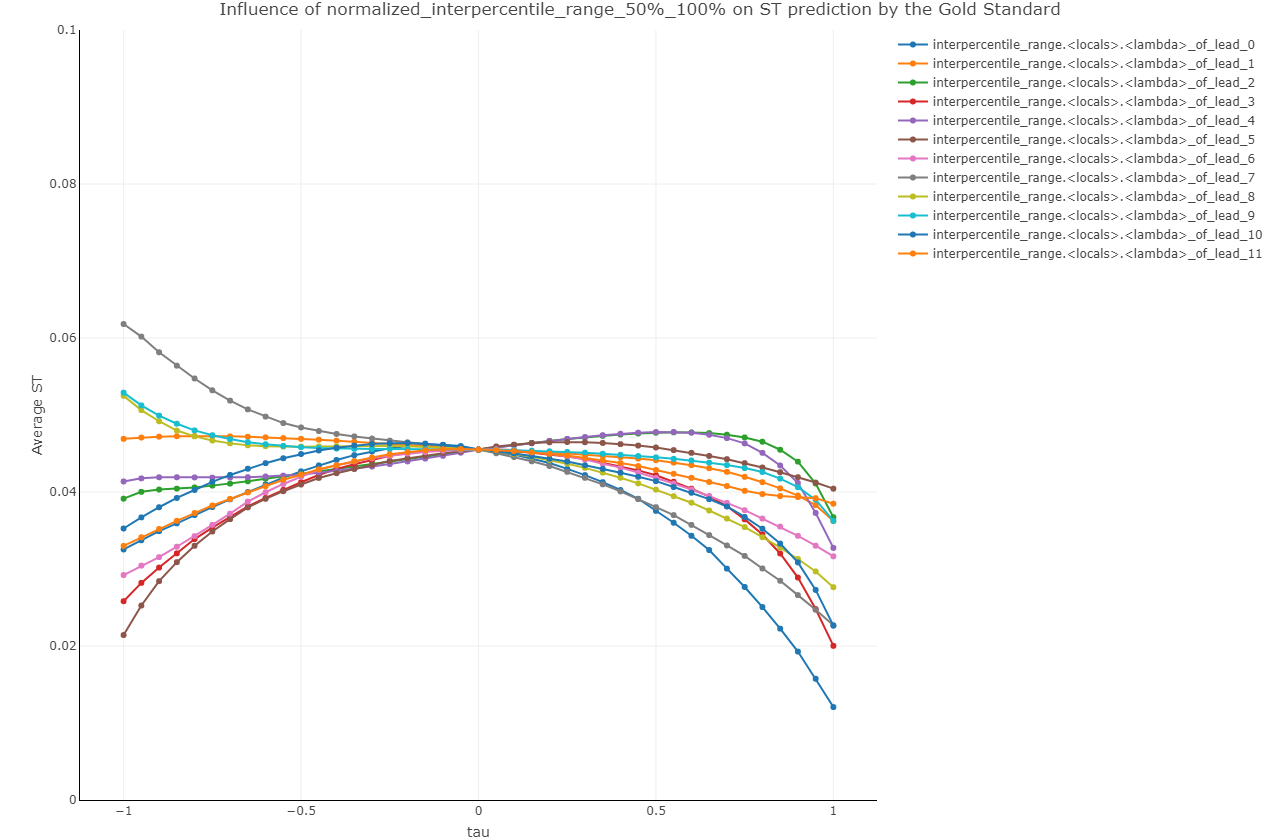 Influence of normalized_interpercentile_range_50%_100% on ST prediction by the Gold Standard
0.1
0.08
0.06
0.04
0.02
0
Average ST
−1
−0.5
0
0.5
1
tau
interpercentile_range.<locals>.<lambda>_of_lead_0
interpercentile_range.<locals>.<lambda>_of_lead_1
interpercentile_range.<locals>.<lambda>_of_lead_2
interpercentile_range.<locals>.<lambda>_of_lead_3
interpercentile_range.<locals>.<lambda>_of_lead_4
interpercentile_range.<locals>.<lambda>_of_lead_5
interpercentile_range.<locals>.<lambda>_of_lead_6
interpercentile_range.<locals>.<lambda>_of_lead_7
interpercentile_range.<locals>.<lambda>_of_lead_8
interpercentile_range.<locals>.<lambda>_of_lead_9
interpercentile_range.<locals>.<lambda>_of_lead_10
interpercentile_range.<locals>.<lambda>_of_lead_11